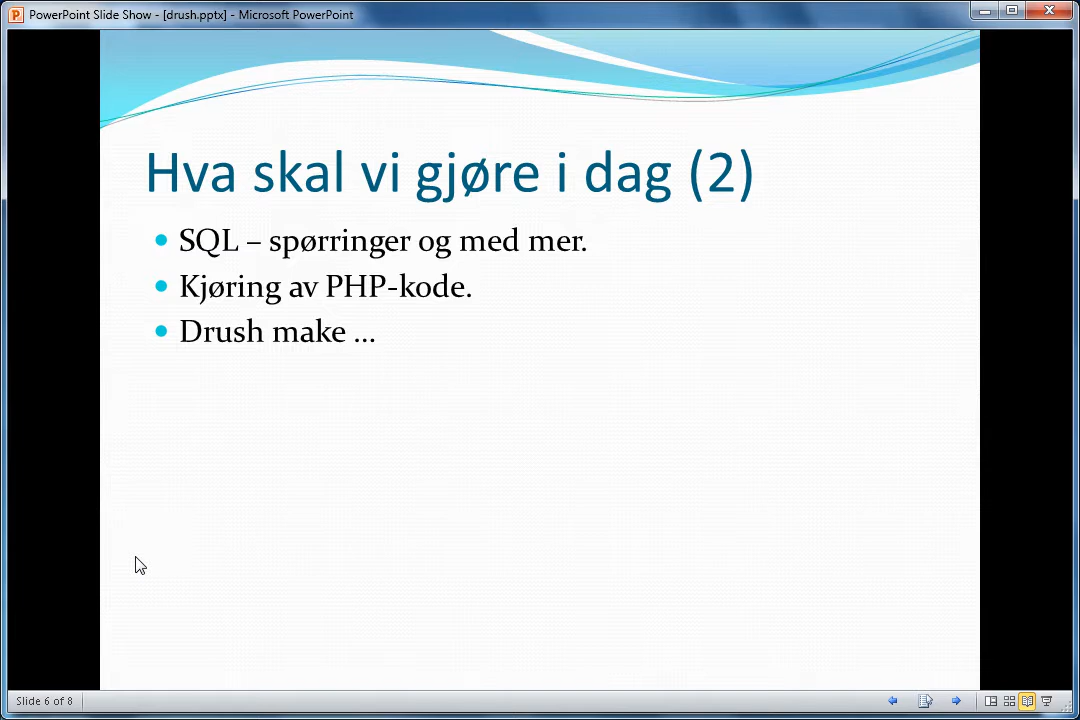 PowerPoint Slide Show - [drush.pptx] - Microsoft PowerPoint
Hva skal vi gjøre i dag (2)
• SQL – spørringer og med mer.
• Kjøring av PHP-kode.
• Drush make ...
Slide 6 of 8